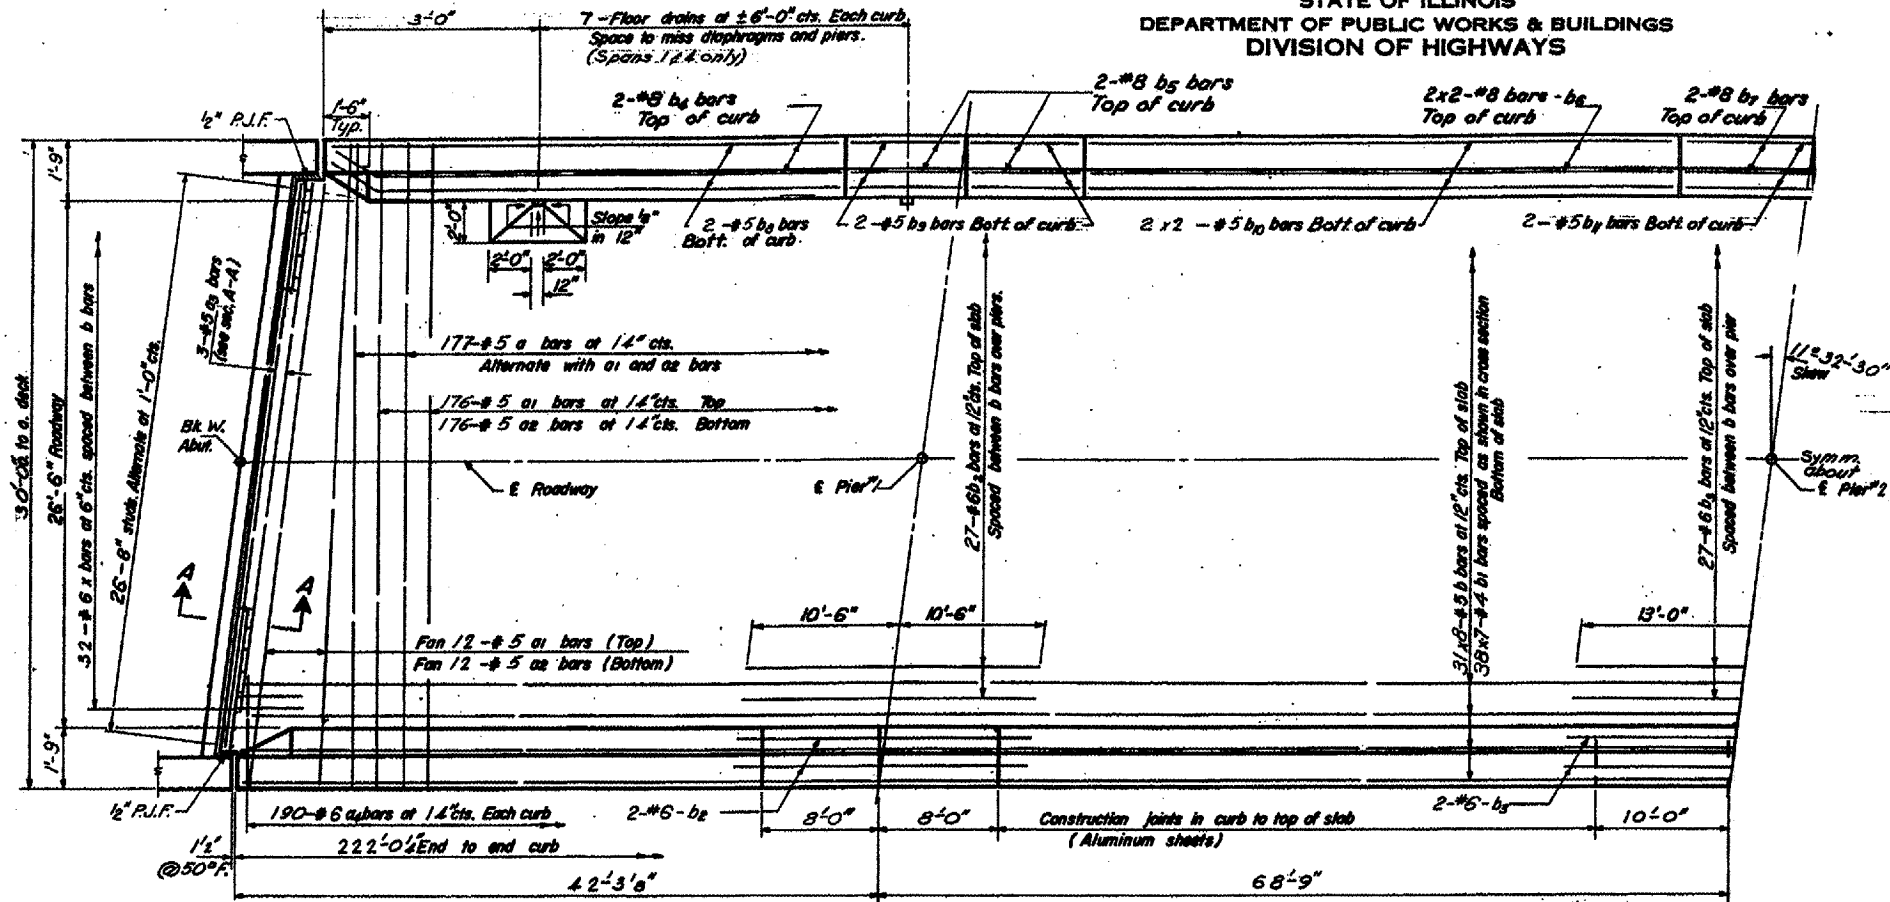 STATE OF ILLINOIS
DEPARTMENT OF PUBLIC WORKS & BUILDINGS
DIVISION OF HIGHWAYS
3'-0"
7-Floor drains at ±6'-0" cts. Each curb
Space to miss diaphragms and piers.
(Spans 1 & 4 only)
1'-6"
Typ.
½" P.J.F.
2-#8 b4 bars
Top of curb
2-#8 b5 bars
Top of curb
2x2-#8 bars-b6
Top of curb
2-#8 b7 bars
Top of curb
1'-9"
2'-0"
Slope ½"
in 12"
2-#5 b8 bars
Bott. of curb
2-#5 b9 bars Bott. of curb
2x2-#5 b10 bars Bott. of curb
2-#5 b11 bars Bott. of curb
2'-0"
2'-0"
12"
30'-0" o. to o. deck
26'-6" Roadway
32-#6 x bars at 6" cts. spaced between b bars
26'-8" studs Alternate at 1'-0" cts.
3-#5 a3 bars
(see sec. A-A)
177-#5 a bars at 14" cts.
Alternate with a1 and a2 bars
176-#5 a1 bars at 14" cts. Top
176-#5 a2 bars at 14" cts. Bottom
27-#6 b2 bars at 12" cts. Top of slab
Spaced between b bars over piers.
31x8-#5 b bars at 12" cts. Top of slab
38x7-#4 b1 bars spaced as shown in cross section
Bottom of slab
27-#6 b3 bars at 12" cts. Top of slab
Spaced between b bars over pier
11°-32'-30"
Skew
Bk. W.
Abut.
℄ Roadway
℄ Pier #1
Symm.
about
℄ Pier #2
A
A
10'-6"
10'-6"
13'-0"
Fan 12-#5 a1 bars (Top)
Fan 12-#5 a2 bars (Bottom)
1'-9"
½" P.J.F.
190-#6 a4 bars at 14" cts. Each curb
2-#6-b2
8'-0"
8'-0"
Construction joints in curb to top of slab
(Aluminum sheets)
2-#6-b3
10'-0"
1½"
@50°F.
222'-0¼" End to end curb
42'-3⅛"
68'-9"